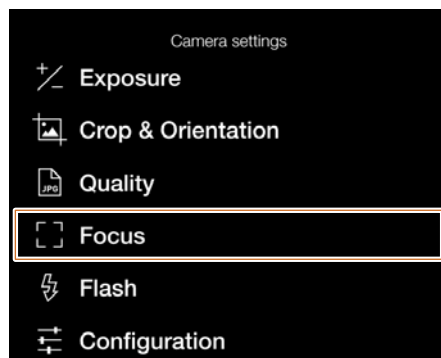 Camera settings
Exposure
Crop & Orientation
JPG Quality
Focus
Flash
Configuration